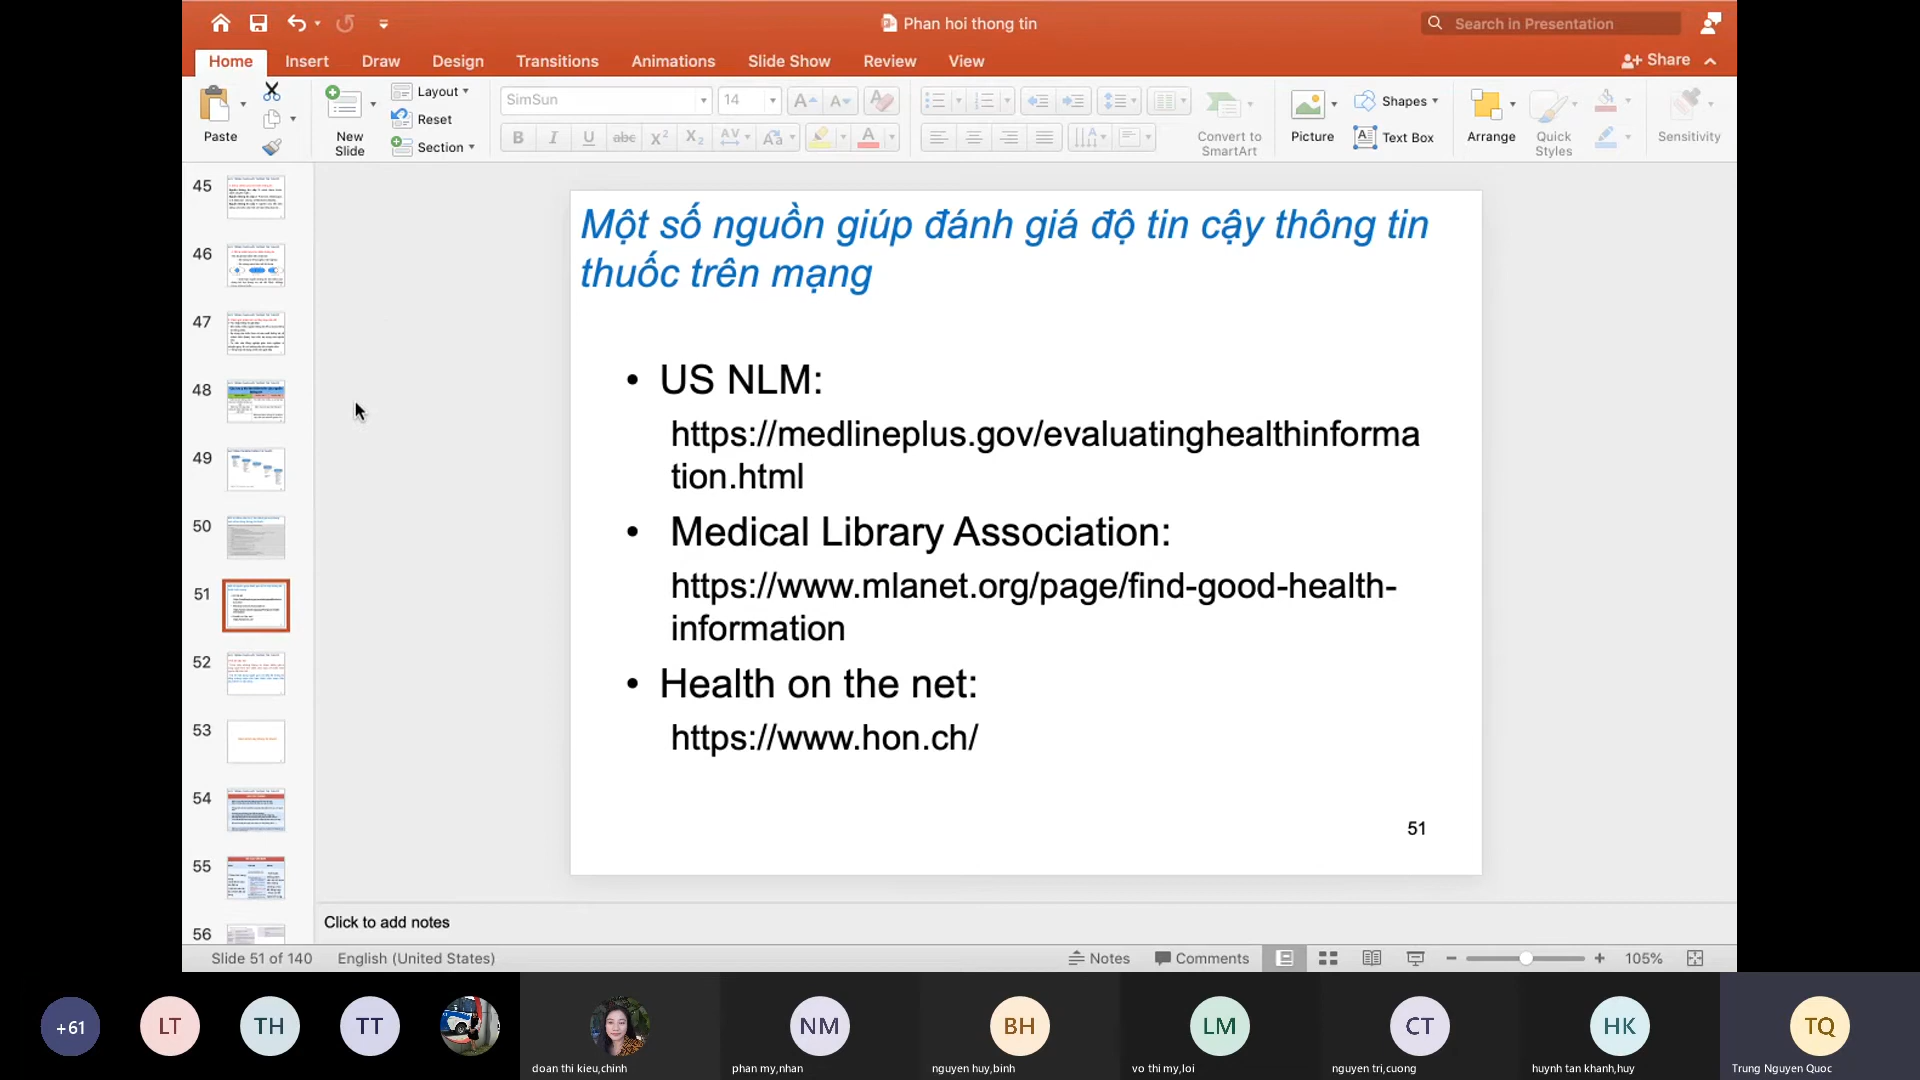 Phan hoi thong tin
Search in Presentation
Home
Insert
Draw
Design
Transitions
Animations
Slide Show
Review
View
Share
Paste
New
Slide
Layout
Reset
Section
SimSun
14
Convert to
SmartArt
Picture
Shapes
Text Box
Arrange
Quick
Styles
Sensitivity
45
46
47
48
49
50
51
52
53
54
55
56
Một số nguồn giúp đánh giá độ tin cậy thông tin
thuốc trên mạng
• US NLM:
https://medlineplus.gov/evaluatinghealthinforma
tion.html
• Medical Library Association:
https://www.mlanet.org/page/find-good-health-
information
• Health on the net:
https://www.hon.ch/
51
Click to add notes
Slide 51 of 140
English (United States)
Notes
Comments
105%
+61
LT
TH
TT
NM
BH
LM
CT
HK
TQ
doan thi kieu,chinh
phan my,nhan
nguyen huy,binh
vo thi my,loi
nguyen tri,cuong
huynh tan khanh,huy
Trung Nguyen Quoc